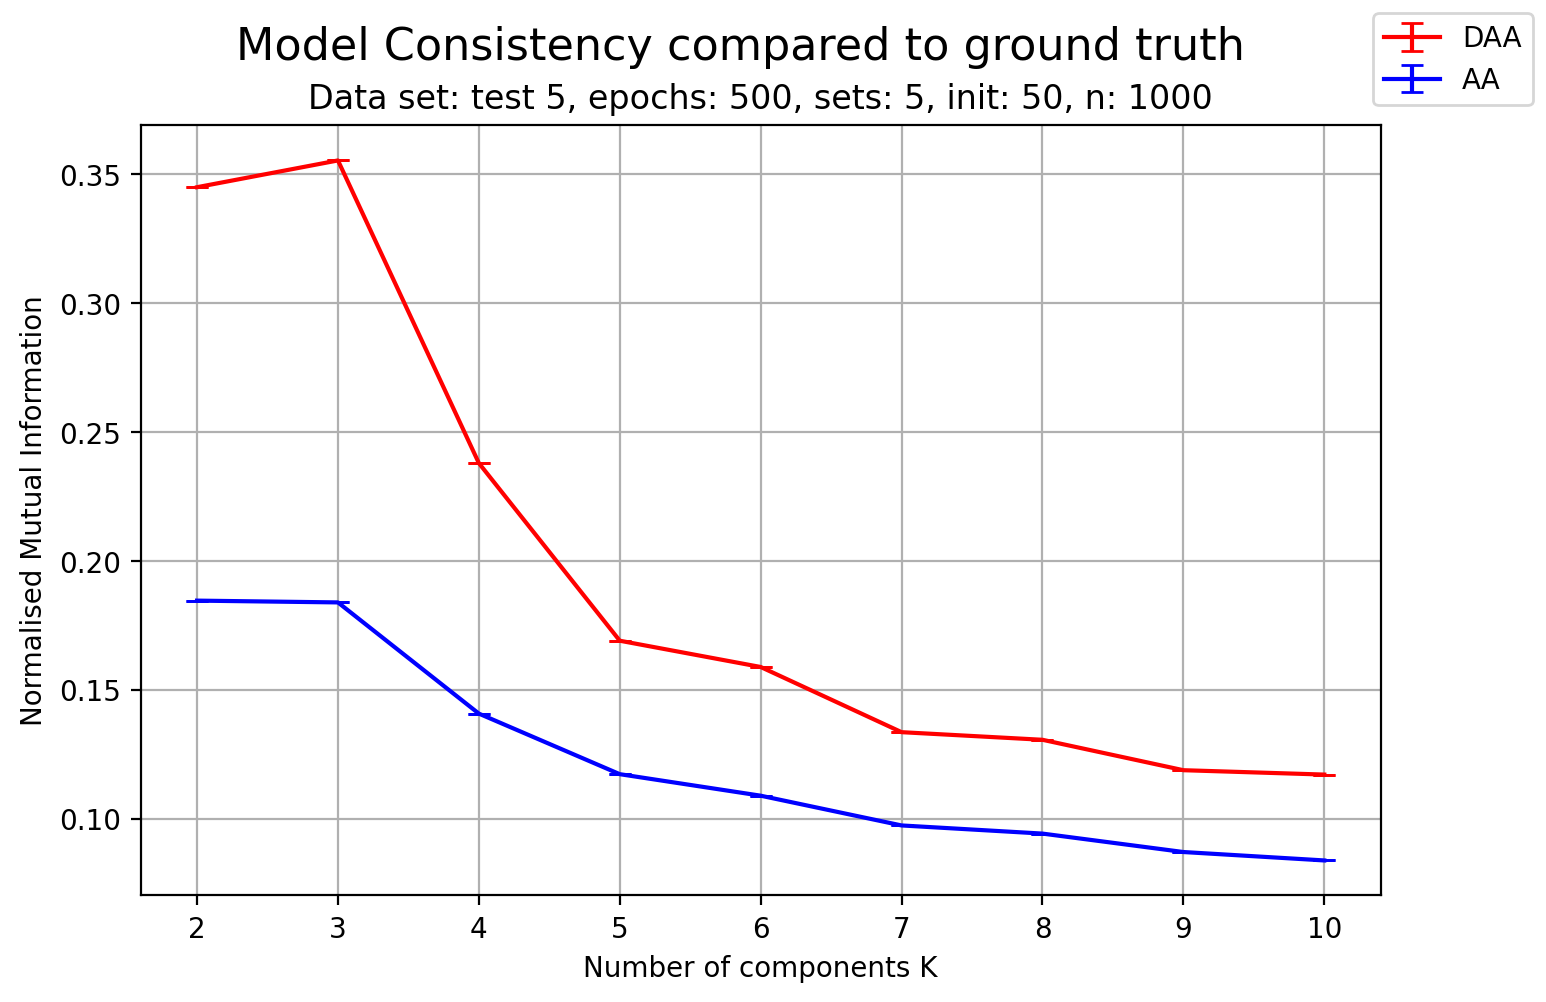 Model Consistency compared to ground truth
Data set: test 5, epochs: 500, sets: 5, init: 50, n: 1000
DAA
AA
Normalised Mutual Information
0.35
0.30
0.25
0.20
0.15
0.10
2 3 4 5 6 7 8 9 10
Number of components K